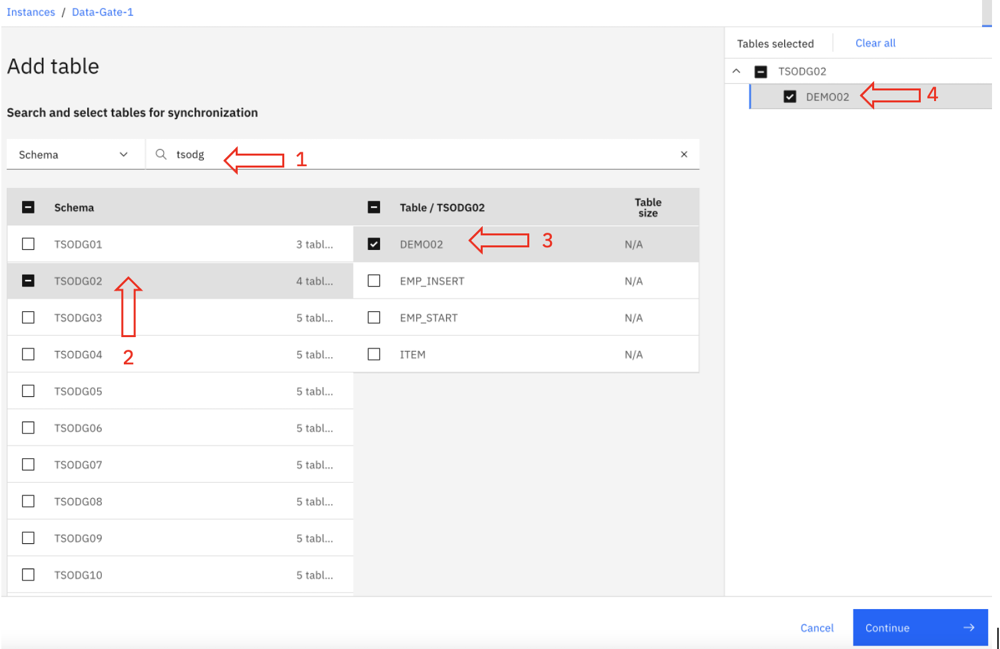 Instances / Data-Gate-1
Add table
Search and select tables for synchronization
Schema
tsodg
1
Schema
TSODG01 3 tabl...
TSODG02 4 tabl...
TSODG03 5 tabl...
TSODG04 5 tabl...
TSODG05 5 tabl...
TSODG06 5 tabl...
TSODG07 5 tabl...
TSODG08 5 tabl...
TSODG09 5 tabl...
TSODG10 5 tabl...
2
Table / TSODG02 Table
size
DEMO02 N/A
3
EMP_INSERT N/A
EMP_START N/A
ITEM N/A
Tables selected Clear all
TSODG02
DEMO02
4
Cancel
Continue